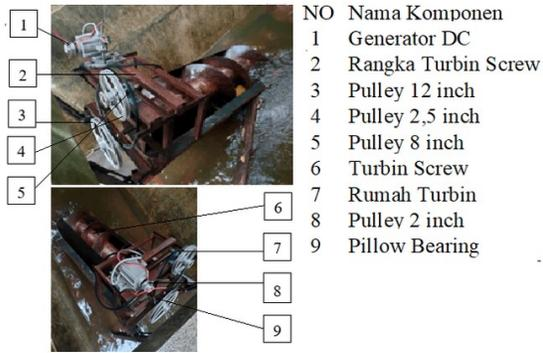 NO Nama Komponen
1 Generator DC
2 Rangka Turbin Screw
3 Pulley 12 inch
4 Pulley 2,5 inch
5 Pulley 8 inch
6 Turbin Screw
7 Rumah Turbin
8 Pulley 2 inch
9 Pillow Bearing
1
2
3
4
5
6
7
8
9